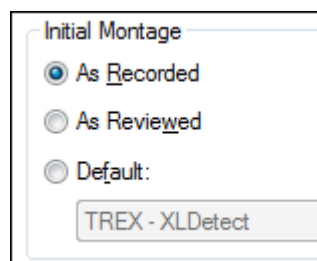 Initial Montage
As Recorded
As Reviewed
Default:
TREX - XLDetect